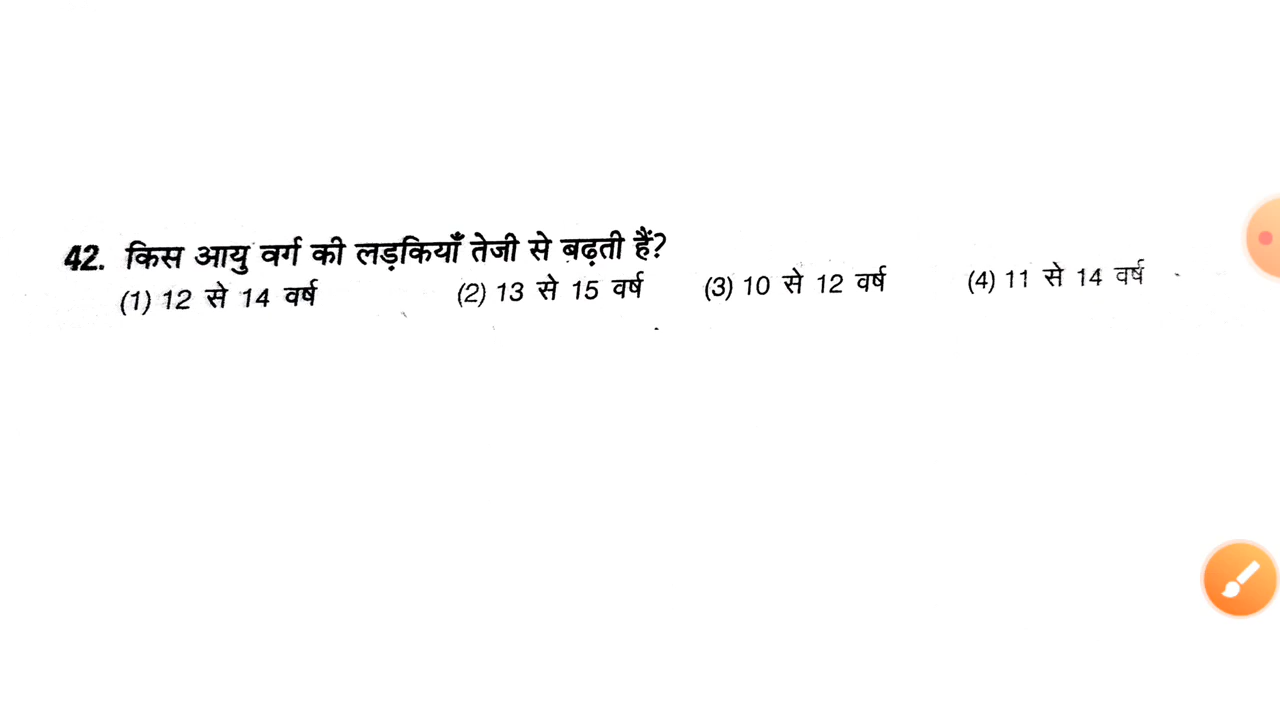 42. किस आयु वर्ग की लड़कियाँ तेजी से बढ़ती हैं?
(1) 12 से 14 वर्ष (2) 13 से 15 वर्ष (3) 10 से 12 वर्ष (4) 11 से 14 वर्ष